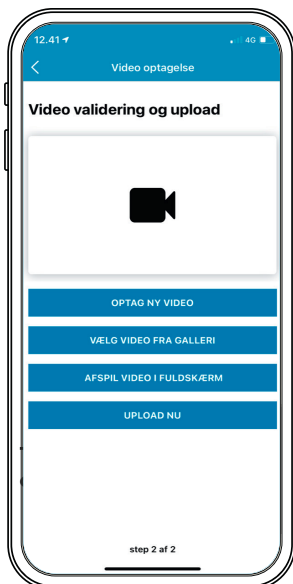 12.41 4G
Video optagelse
Video validering og upload
OPTAG NY VIDEO
VÆLG VIDEO FRA GALLERI
AFSPIL VIDEO I FULDSKÆRM
UPLOAD NU
step 2 af 2